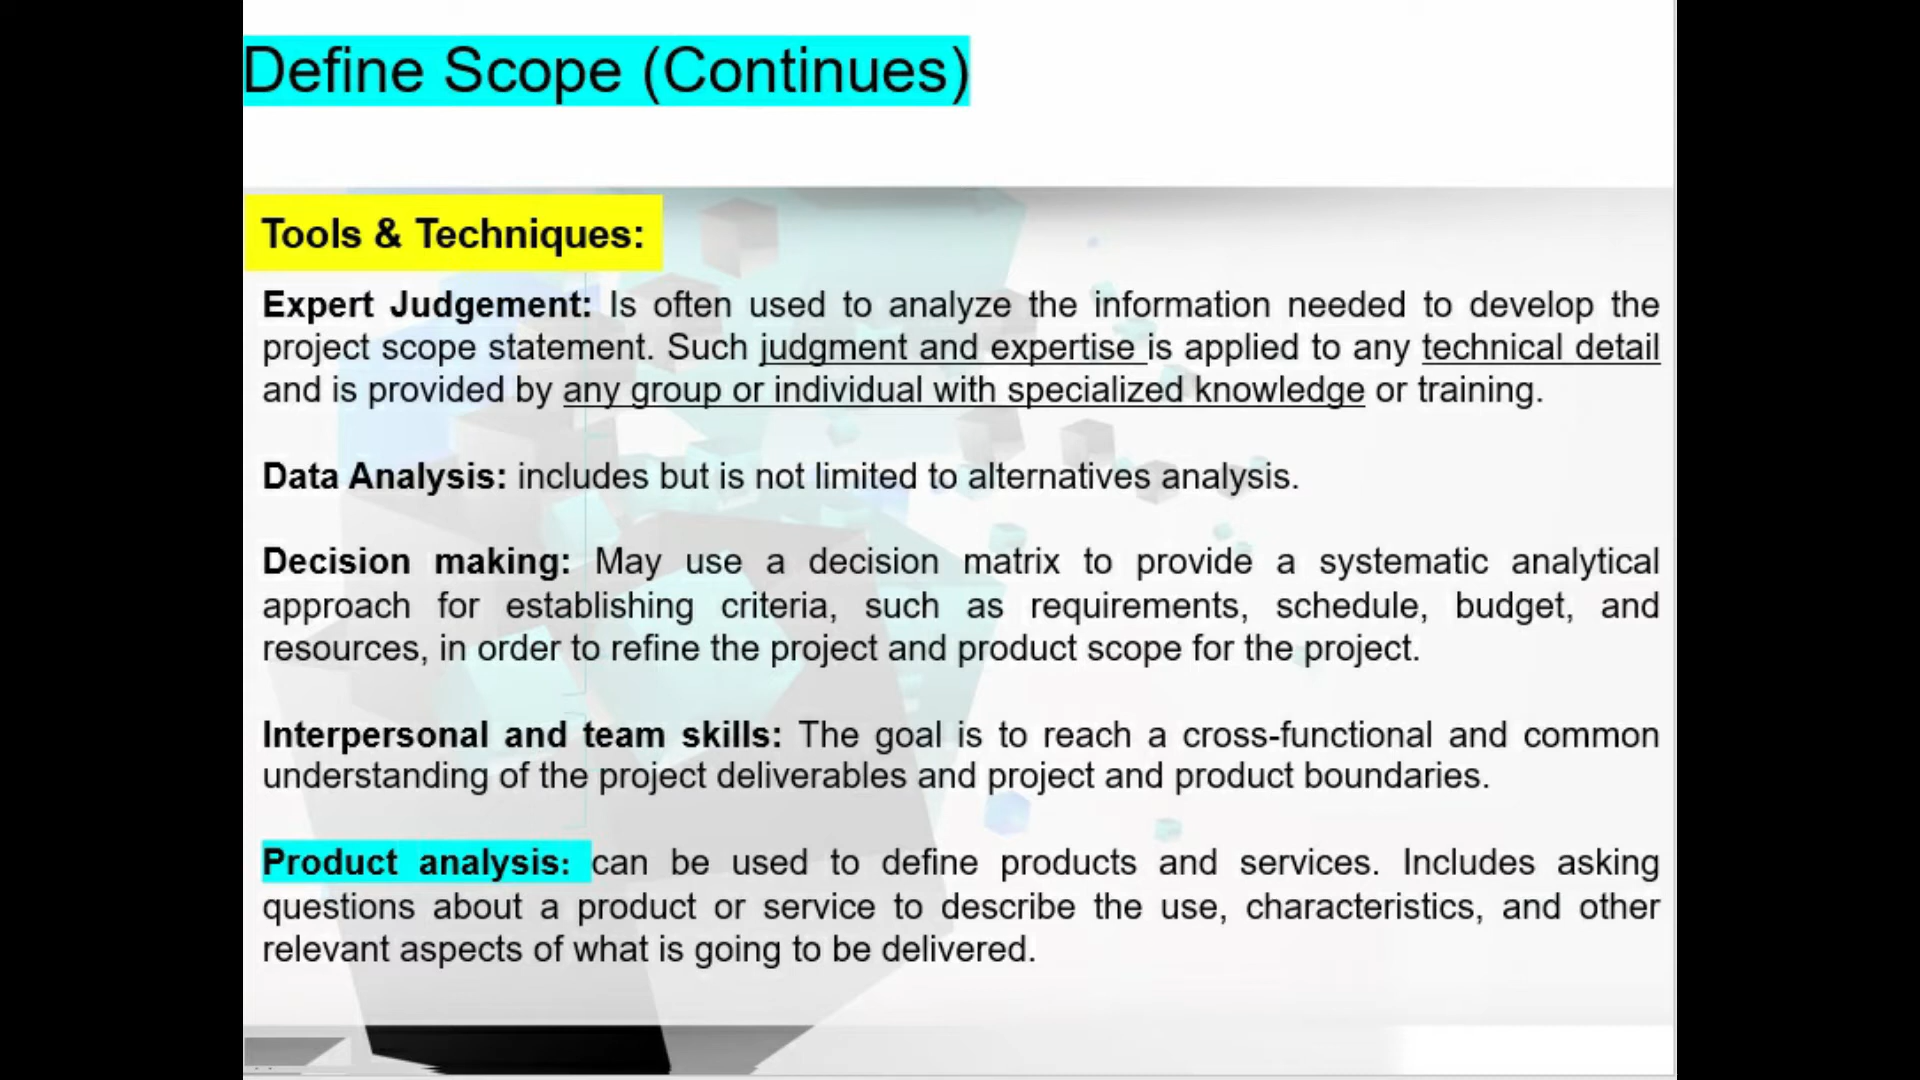 Define Scope (Continues)
Tools & Techniques:
Expert Judgement: Is often used to analyze the information needed to develop the
project scope statement. Such judgment and expertise is applied to any technical detail
and is provided by any group or individual with specialized knowledge or training.
Data Analysis: includes but is not limited to alternatives analysis.
Decision making: May use a decision matrix to provide a systematic analytical
approach for establishing criteria, such as requirements, schedule, budget, and
resources, in order to refine the project and product scope for the project.
Interpersonal and team skills: The goal is to reach a cross-functional and common
understanding of the project deliverables and project and product boundaries.
Product analysis: can be used to define products and services. Includes asking
questions about a product or service to describe the use, characteristics, and other
relevant aspects of what is going to be delivered.